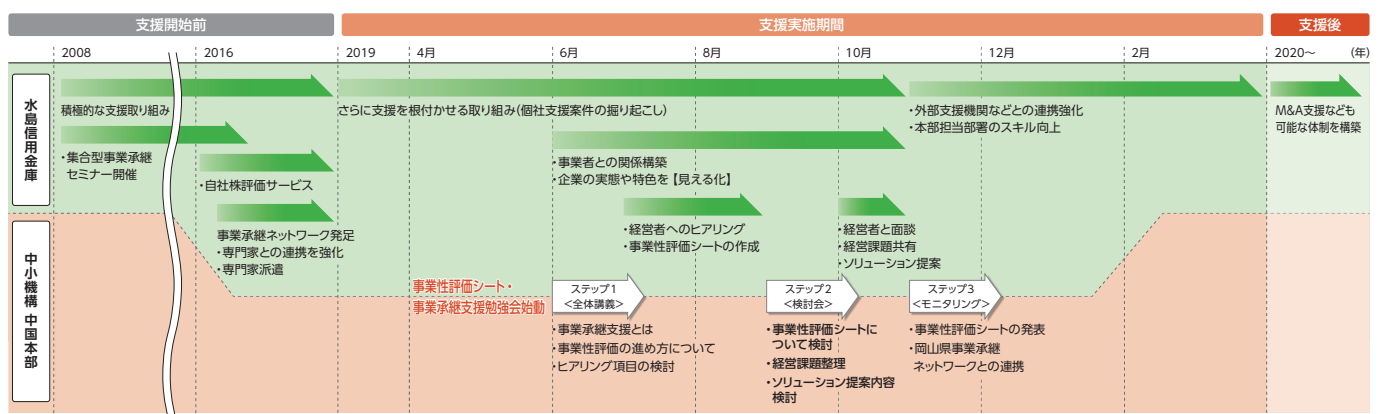 支援開始前
支援実施期間
支援後
2008
2016
2019
4月
6月
8月
10月
12月
2月
2020〜
(年)
水島信用金庫
積極的な支援取り組み
さらに支援を根付かせる取り組み(個社支援案件の掘り起こし)
・外部支援機関などとの連携強化
・本部担当部署のスキル向上
M&A支援なども
可能な体制を構築
・集合型事業承継
セミナー開催
・事業者との関係構築
・企業の実態や特色を【見える化】
・自社株評価サービス
事業承継ネットワーク発足
・専門家との連携を強化
・専門家派遣
・経営者へのヒアリング
・事業性評価シートの作成
・経営者と面談
・経営課題共有
・ソリューション提案
中小機構 中国本部
事業性評価シート・
事業承継支援勉強会始動
ステップ1
<全体講義>
ステップ2
<検討会>
ステップ3
<モニタリング>
・事業承継支援とは
・事業性評価の進め方について
・ヒアリング項目の検討
・事業性評価シートに
ついて検討
・経営課題整理
・ソリューション提案内容
検討
・事業性評価シートの発表
・岡山県事業承継
ネットワークとの連携